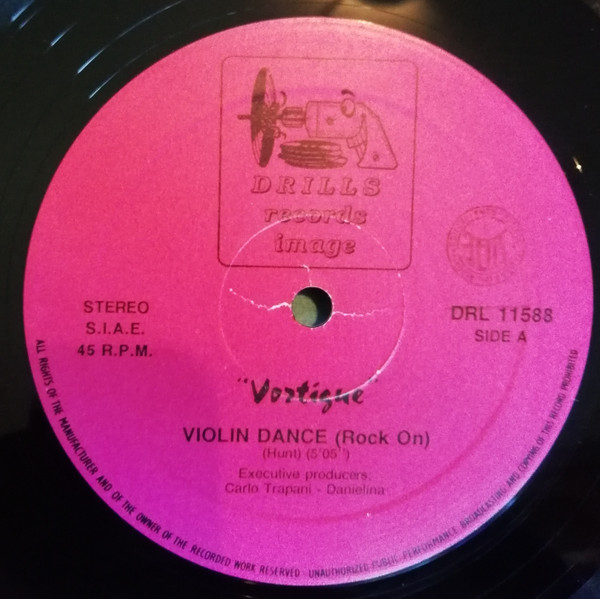 DRILLS
records
image
STEREO
S.I.A.E.
45 R.P.M.
DRL 11588
SIDE A
"Vortigue"
VIOLIN DANCE (Rock On)
(Hunt) (5'05'')
Executive producers:
Carlo Trapani - Danielina
ALL RIGHTS OF THE MANUFACTURER AND OF THE OWNER OF THE RECORDED WORK RESERVED - UNAUTHORIZED PUBLIC PERFORMANCE BROADCASTING AND COPYING OF THIS RECORD PROHIBITED